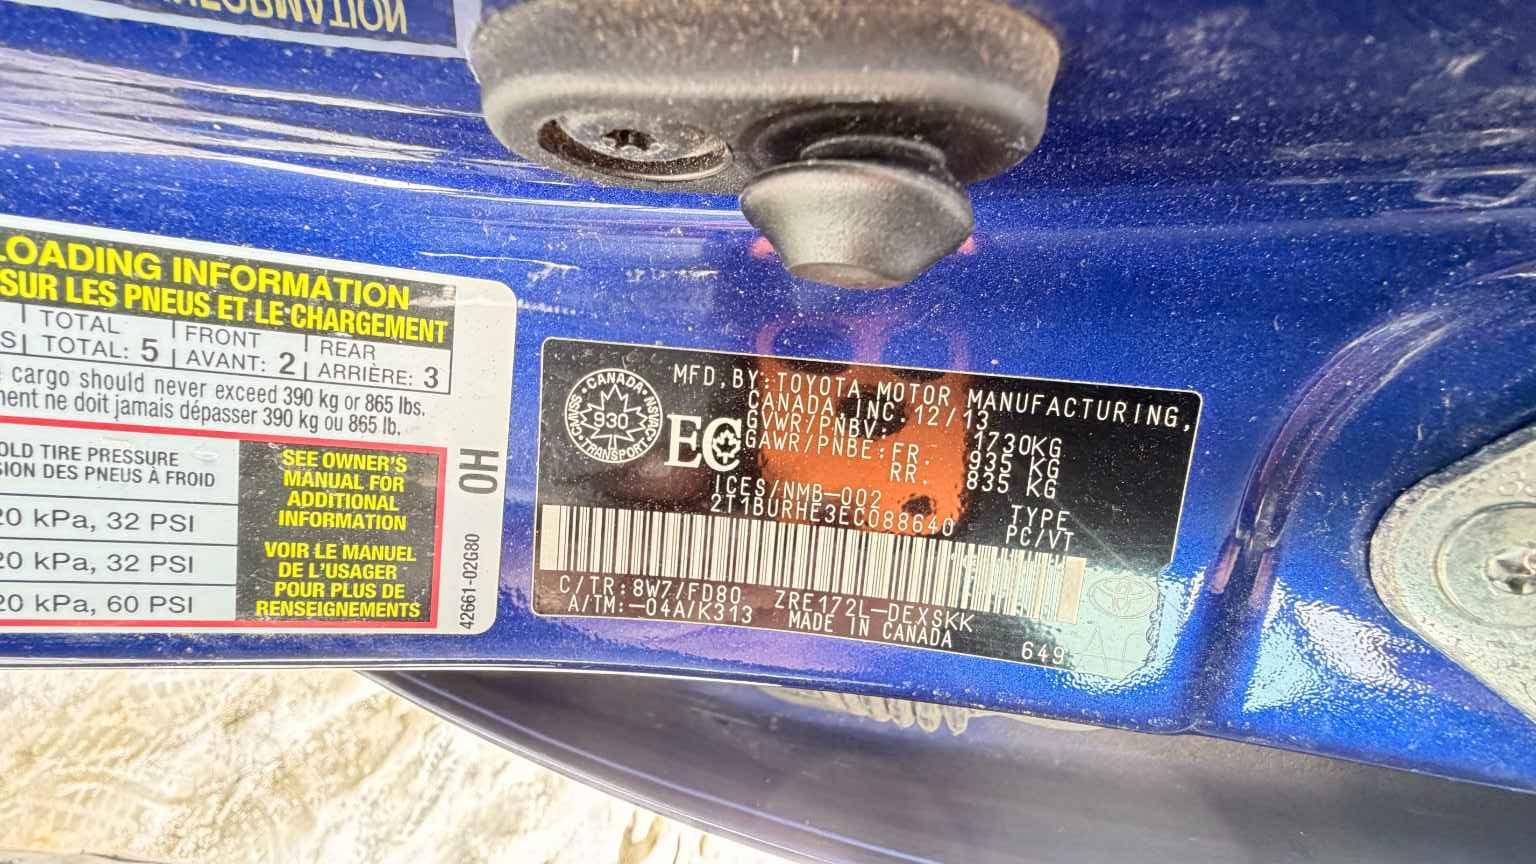 INFORMATION
LOADING INFORMATION
SUR LES PNEUS ET LE CHARGEMENT
TOTAL FRONT REAR
TOTAL: 5 AVANT: 2 ARRIÈRE: 3
cargo should never exceed 390 kg or 865 lbs.
ne doit jamais dépasser 390 kg ou 865 lb.
OLD TIRE PRESSURE
SION DES PNEUS À FROID
20 kPa, 32 PSI
20 kPa, 32 PSI
20 kPa, 60 PSI
SEE OWNER'S
MANUAL FOR
ADDITIONAL
INFORMATION
VOIR LE MANUEL
DE L'USAGER
POUR PLUS DE
RENSEIGNEMENTS
0H
42661-02G80
CANADA
930
TRANSPORT
EC
MFD.BY:TOYOTA MOTOR MANUFACTURING,
CANADA INC. 12/13
GVWR/PNBV: 1730KG
GAWR/PNBE:FR. 935 KG
RR. 835 KG
ICES/NMB-002 TYPE
2T1BURHE3EC088640 PC/VT
C/TR:8W7/FD80 ZRE172L-DEXSKK
A/TM:-04A/K313 MADE IN CANADA
649